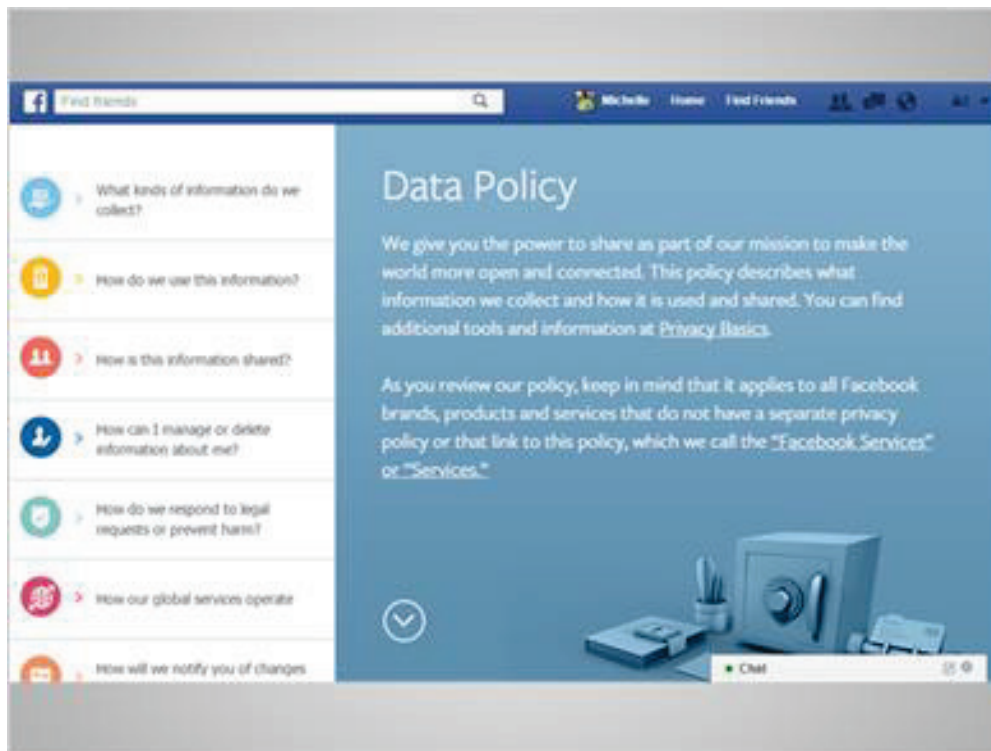 f
Find friends
Michelle Home Find Friends
What kinds of information do we
collect?
How do we use this information?
How is this information shared?
How can I manage or delete
information about me?
How do we respond to legal
requests or prevent harm?
How our global services operate
How will we notify you of changes
Data Policy
We give you the power to share as part of our mission to make the
world more open and connected. This policy describes what
information we collect and how it is used and shared. You can find
additional tools and information at Privacy Basics.
As you review our policy, keep in mind that it applies to all Facebook
brands, products and services that do not have a separate privacy
policy or that link to this policy, which we call the "Facebook Services"
or "Services."
Chat